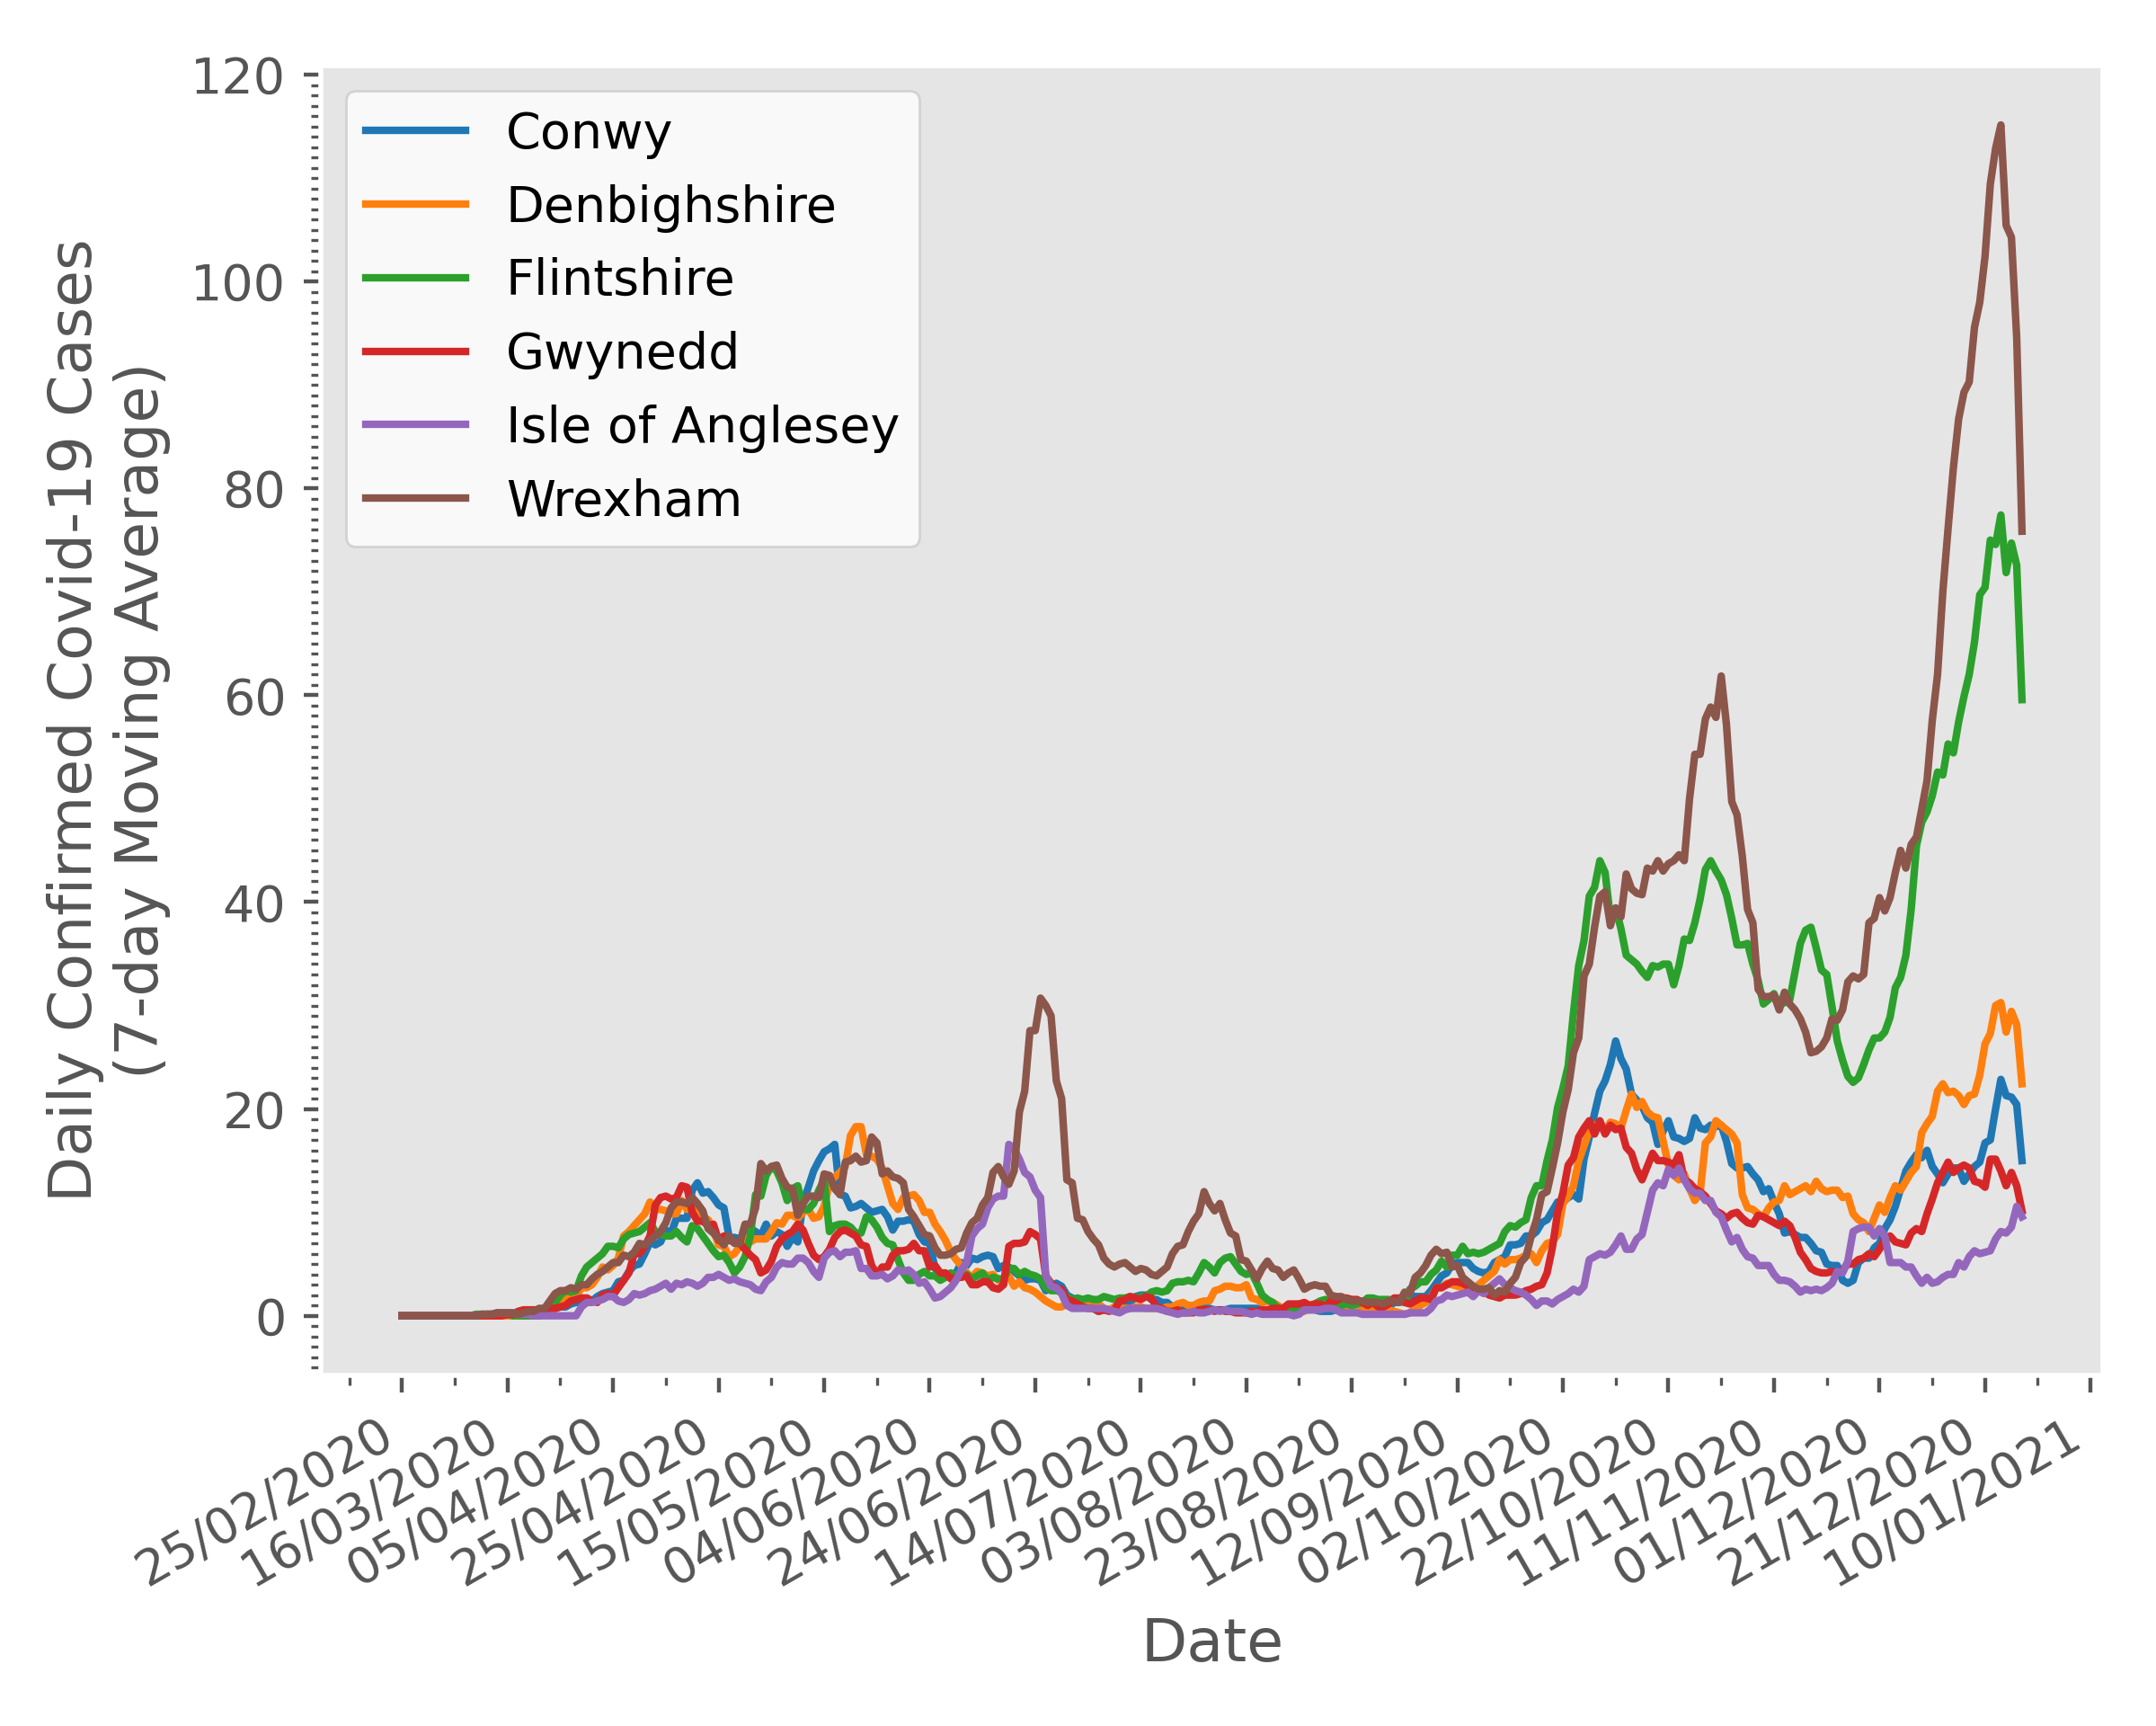 Daily Confirmed Covid-19 Cases
(7-day Moving Average)
120
100
80
60
40
20
0
Conwy
Denbighshire
Flintshire
Gwynedd
Isle of Anglesey
Wrexham
25/02/2020
16/03/2020
05/04/2020
25/04/2020
15/05/2020
04/06/2020
24/06/2020
14/07/2020
03/08/2020
23/08/2020
12/09/2020
02/10/2020
22/10/2020
11/11/2020
01/12/2020
21/12/2020
10/01/2021
Date